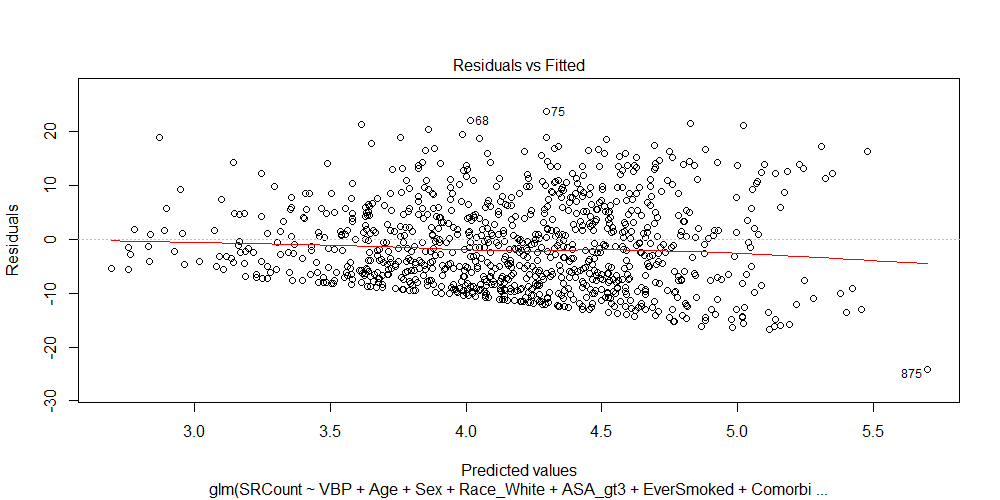 Residuals vs Fitted
20
10
0
-10
-20
-30
Residuals
68
75
875
3.0 3.5 4.0 4.5 5.0 5.5
Predicted values
glm(SRCount ~ VBP + Age + Sex + Race_White + ASA_gt3 + EverSmoked + Comorbi ...